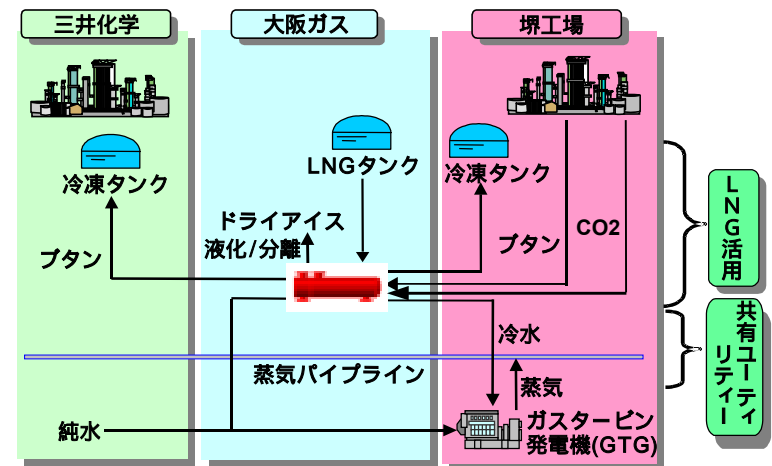 三井化学
大阪ガス
堺工場
冷凍タンク
LNGタンク
冷凍タンク
ドライアイス
液化/分離
ブタン
ブタン
CO2
LNG活用
冷水
共有ユーティ
リティー
蒸気パイプライン
蒸気
純水
ガスタービン
発電機(GTG)